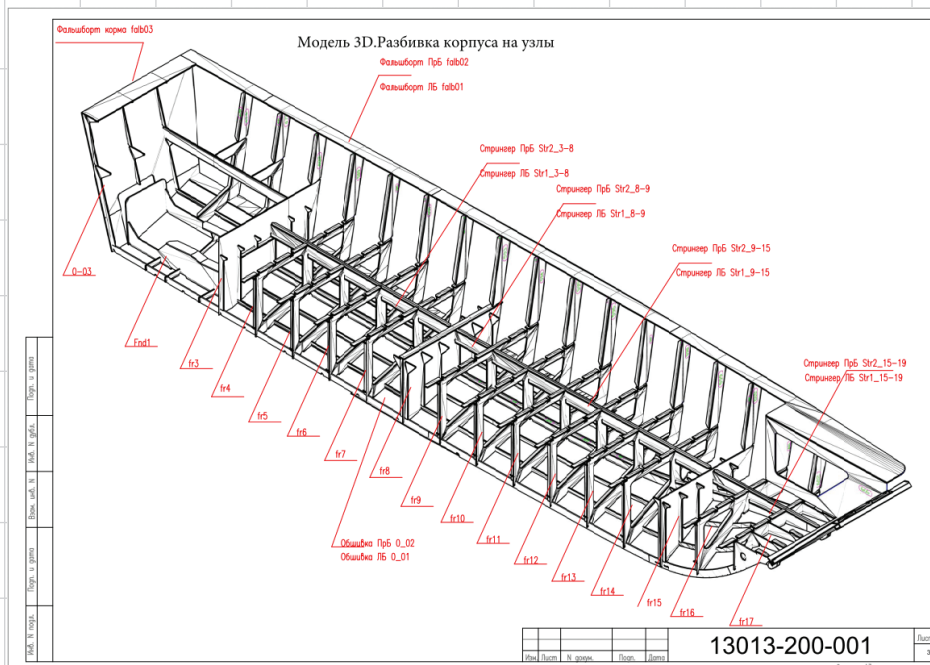 Фальшборт корма falb03
Модель 3D.Разбивка корпуса на узлы
Фальшборт ПрБ falb02
Фальшборт ЛБ falb01
Стрингер ПрБ Str2_3-8
Стрингер ЛБ Str1_3-8
Стрингер ПрБ Str2_8-9
Стрингер ЛБ Str1_8-9
Стрингер ПрБ Str2_9-15
Стрингер ЛБ Str1_9-15
Стрингер ПрБ Str2_15-19
Стрингер ЛБ Str1_15-19
0-03
Fnd1
fr3
fr4
fr5
fr6
fr7
fr8
fr9
fr10
fr11
fr12
fr13
fr14
fr15
fr16
fr17
Обшивка ПрБ 0_02
Обшивка ЛБ 0_01
Подп. и дата
Инв. N дубл.
Взам. инв. N
Подп. и дата
Инв. N подл.
Изм. Лист N докум. Подп. Дата
13013-200-001
Лист